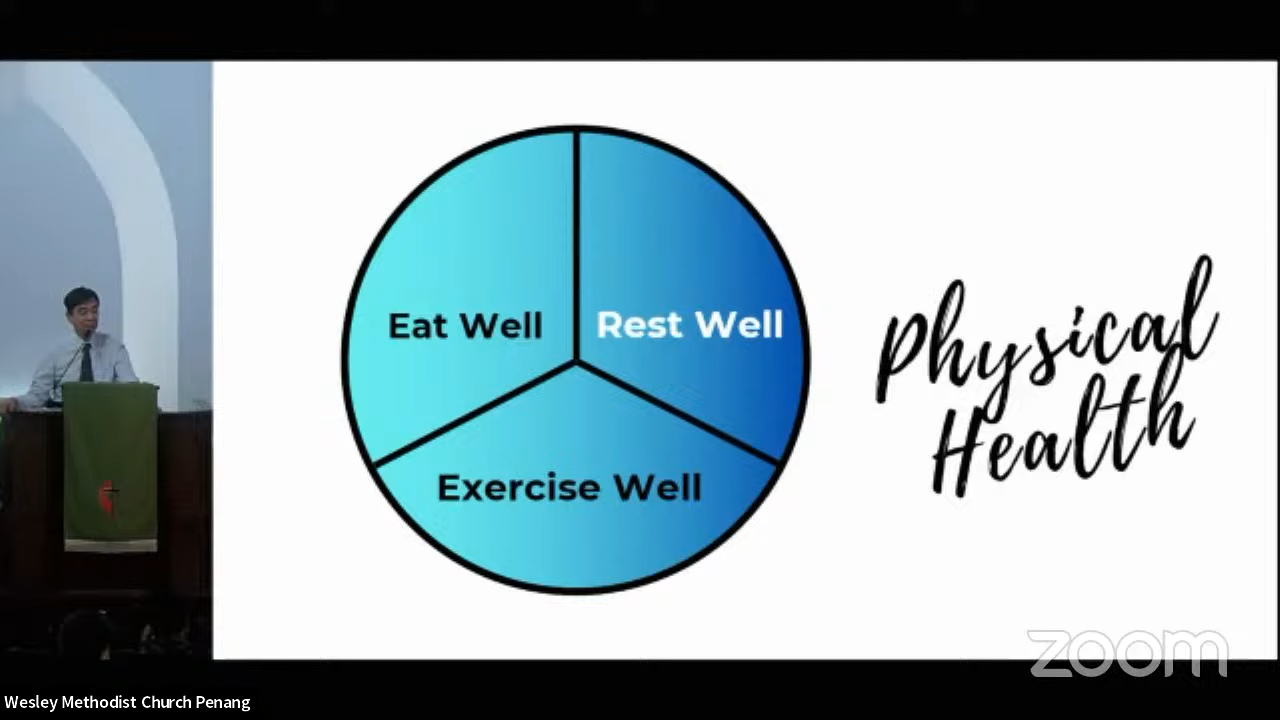 Eat Well
Rest Well
Exercise Well
Physical
Health
zoom
Wesley Methodist Church Penang